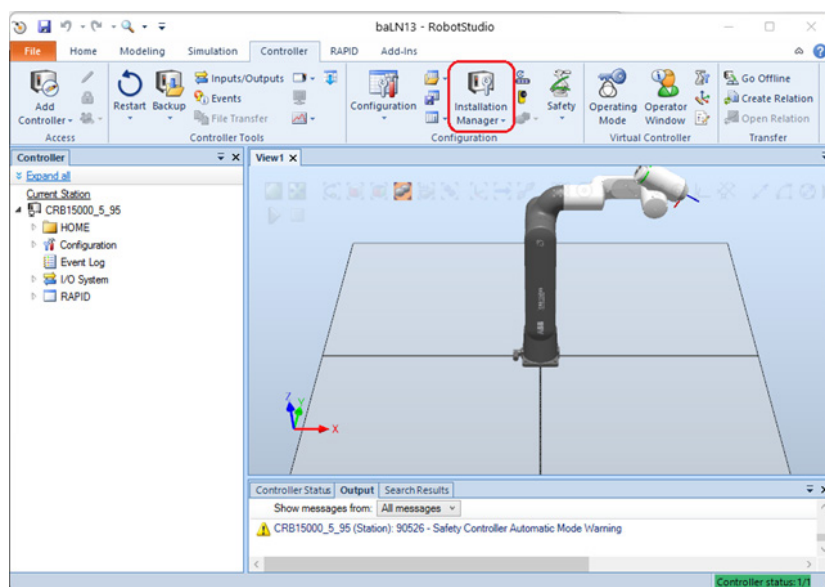 baLN13 - RobotStudio
File Home Modeling Simulation Controller RAPID Add-Ins
Add Controller
Access
Restart Backup
Inputs/Outputs
Events
File Transfer
Controller Tools
Configuration
Installation Manager
Safety
Configuration
Operating Mode
Operator Window
Virtual Controller
Go Offline
Create Relation
Open Relation
Transfer
Controller
Expand all
Current Station
CRB15000_5_95
HOME
Configuration
Event Log
I/O System
RAPID
View1
ABB
Z
Y
X
Controller Status Output Search Results
Show messages from: All messages
CRB15000_5_95 (Station): 90526 - Safety Controller Automatic Mode Warning
Controller status: 1/1